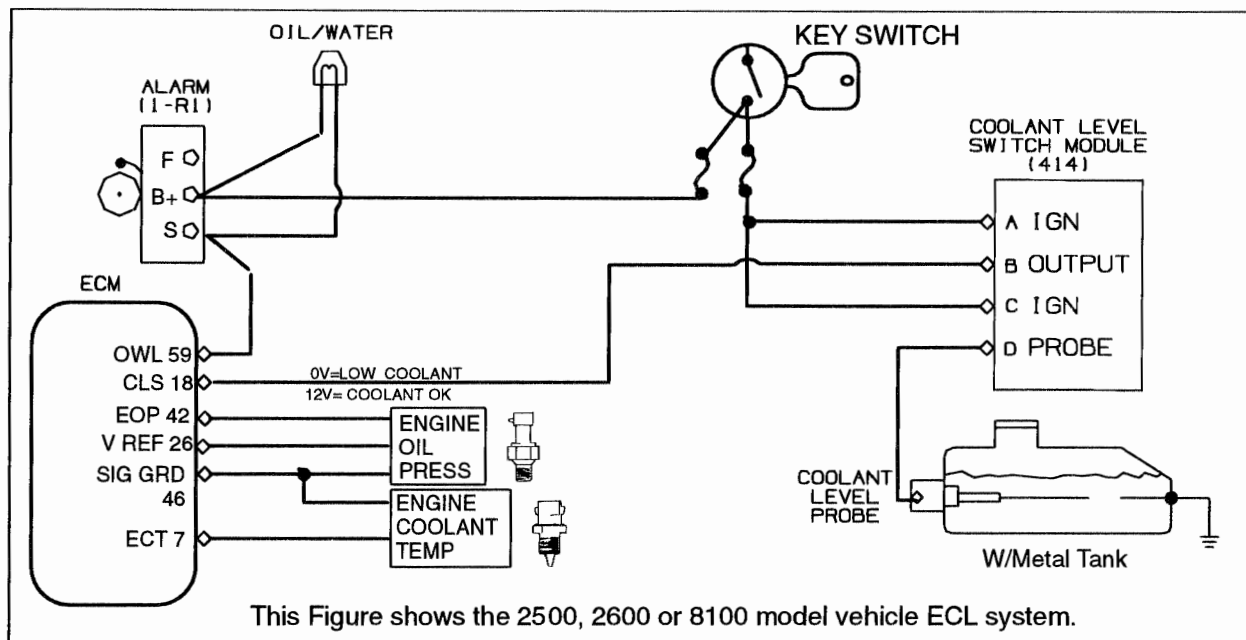 OIL/WATER
KEY SWITCH
ALARM
(1-R1)
F
B+
S
COOLANT LEVEL
SWITCH MODULE
(414)
A IGN
B OUTPUT
C IGN
D PROBE
ECM
OWL 59
CLS 18
EOP 42
V REF 26
SIG GRD
46
ECT 7
0V=LOW COOLANT
12V= COOLANT OK
ENGINE
OIL
PRESS
ENGINE
COOLANT
TEMP
COOLANT
LEVEL
PROBE
W/Metal Tank
This Figure shows the 2500, 2600 or 8100 model vehicle ECL system.